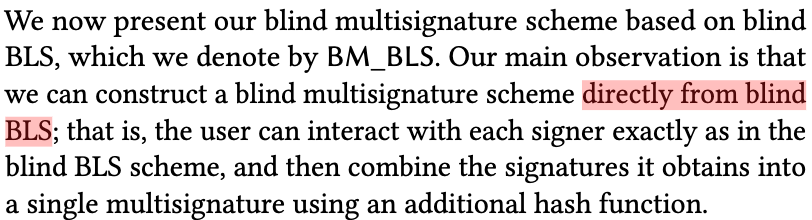 We now present our blind multisignature scheme based on blind
BLS, which we denote by BM_BLS. Our main observation is that
we can construct a blind multisignature scheme directly from blind
BLS; that is, the user can interact with each signer exactly as in the
blind BLS scheme, and then combine the signatures it obtains into
a single multisignature using an additional hash function.